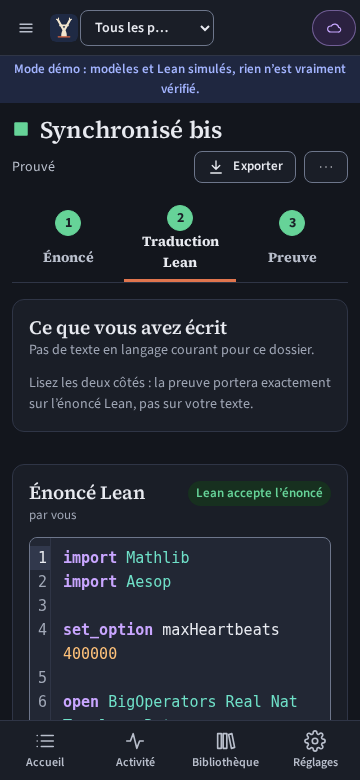 Tous les p…
Mode démo : modèles et Lean simulés, rien n’est vraiment
vérifié.
Synchronisé bis
Prouvé
Exporter
···
1
Énoncé
2
Traduction
Lean
3
Preuve
Ce que vous avez écrit
Pas de texte en langage courant pour ce dossier.
Lisez les deux côtés : la preuve portera exactement
sur l’énoncé Lean, pas sur votre texte.
Énoncé Lean
Lean accepte l’énoncé
par vous
1 import Mathlib
2 import Aesop
3
4 set_option maxHeartbeats
400000
5
6 open BigOperators Real Nat
Accueil
Activité
Bibliothèque
Réglages